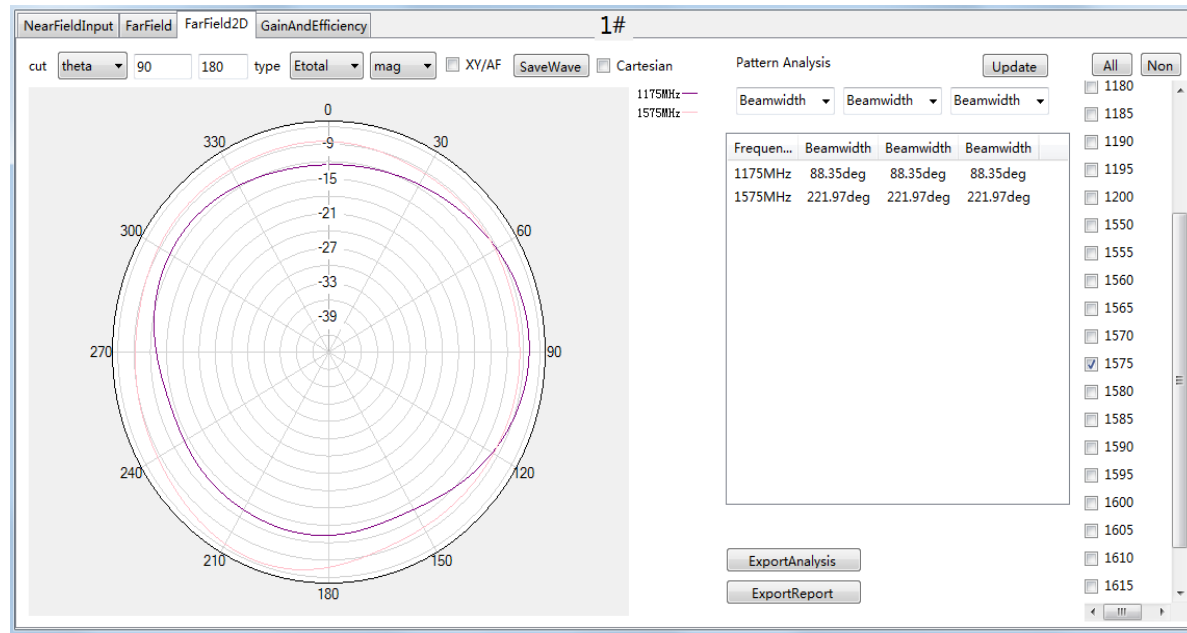 NearFieldInput FarField FarField2D GainAndEfficiency 1#
cut theta 90 180 type Etotal mag XY/AF SaveWave Cartesian
1175MHz
1575MHz
0
330 -9 30
-15
300 -21 60
-27
-33
-39
270 90
240 120
210 150
180
Pattern Analysis Update
Beamwidth Beamwidth Beamwidth
Frequen... Beamwidth Beamwidth Beamwidth
1175MHz 88.35deg 88.35deg 88.35deg
1575MHz 221.97deg 221.97deg 221.97deg
ExportAnalysis
ExportReport
All Non
1180
1185
1190
1195
1200
1550
1555
1560
1565
1570
1575
1580
1585
1590
1595
1600
1605
1610
1615